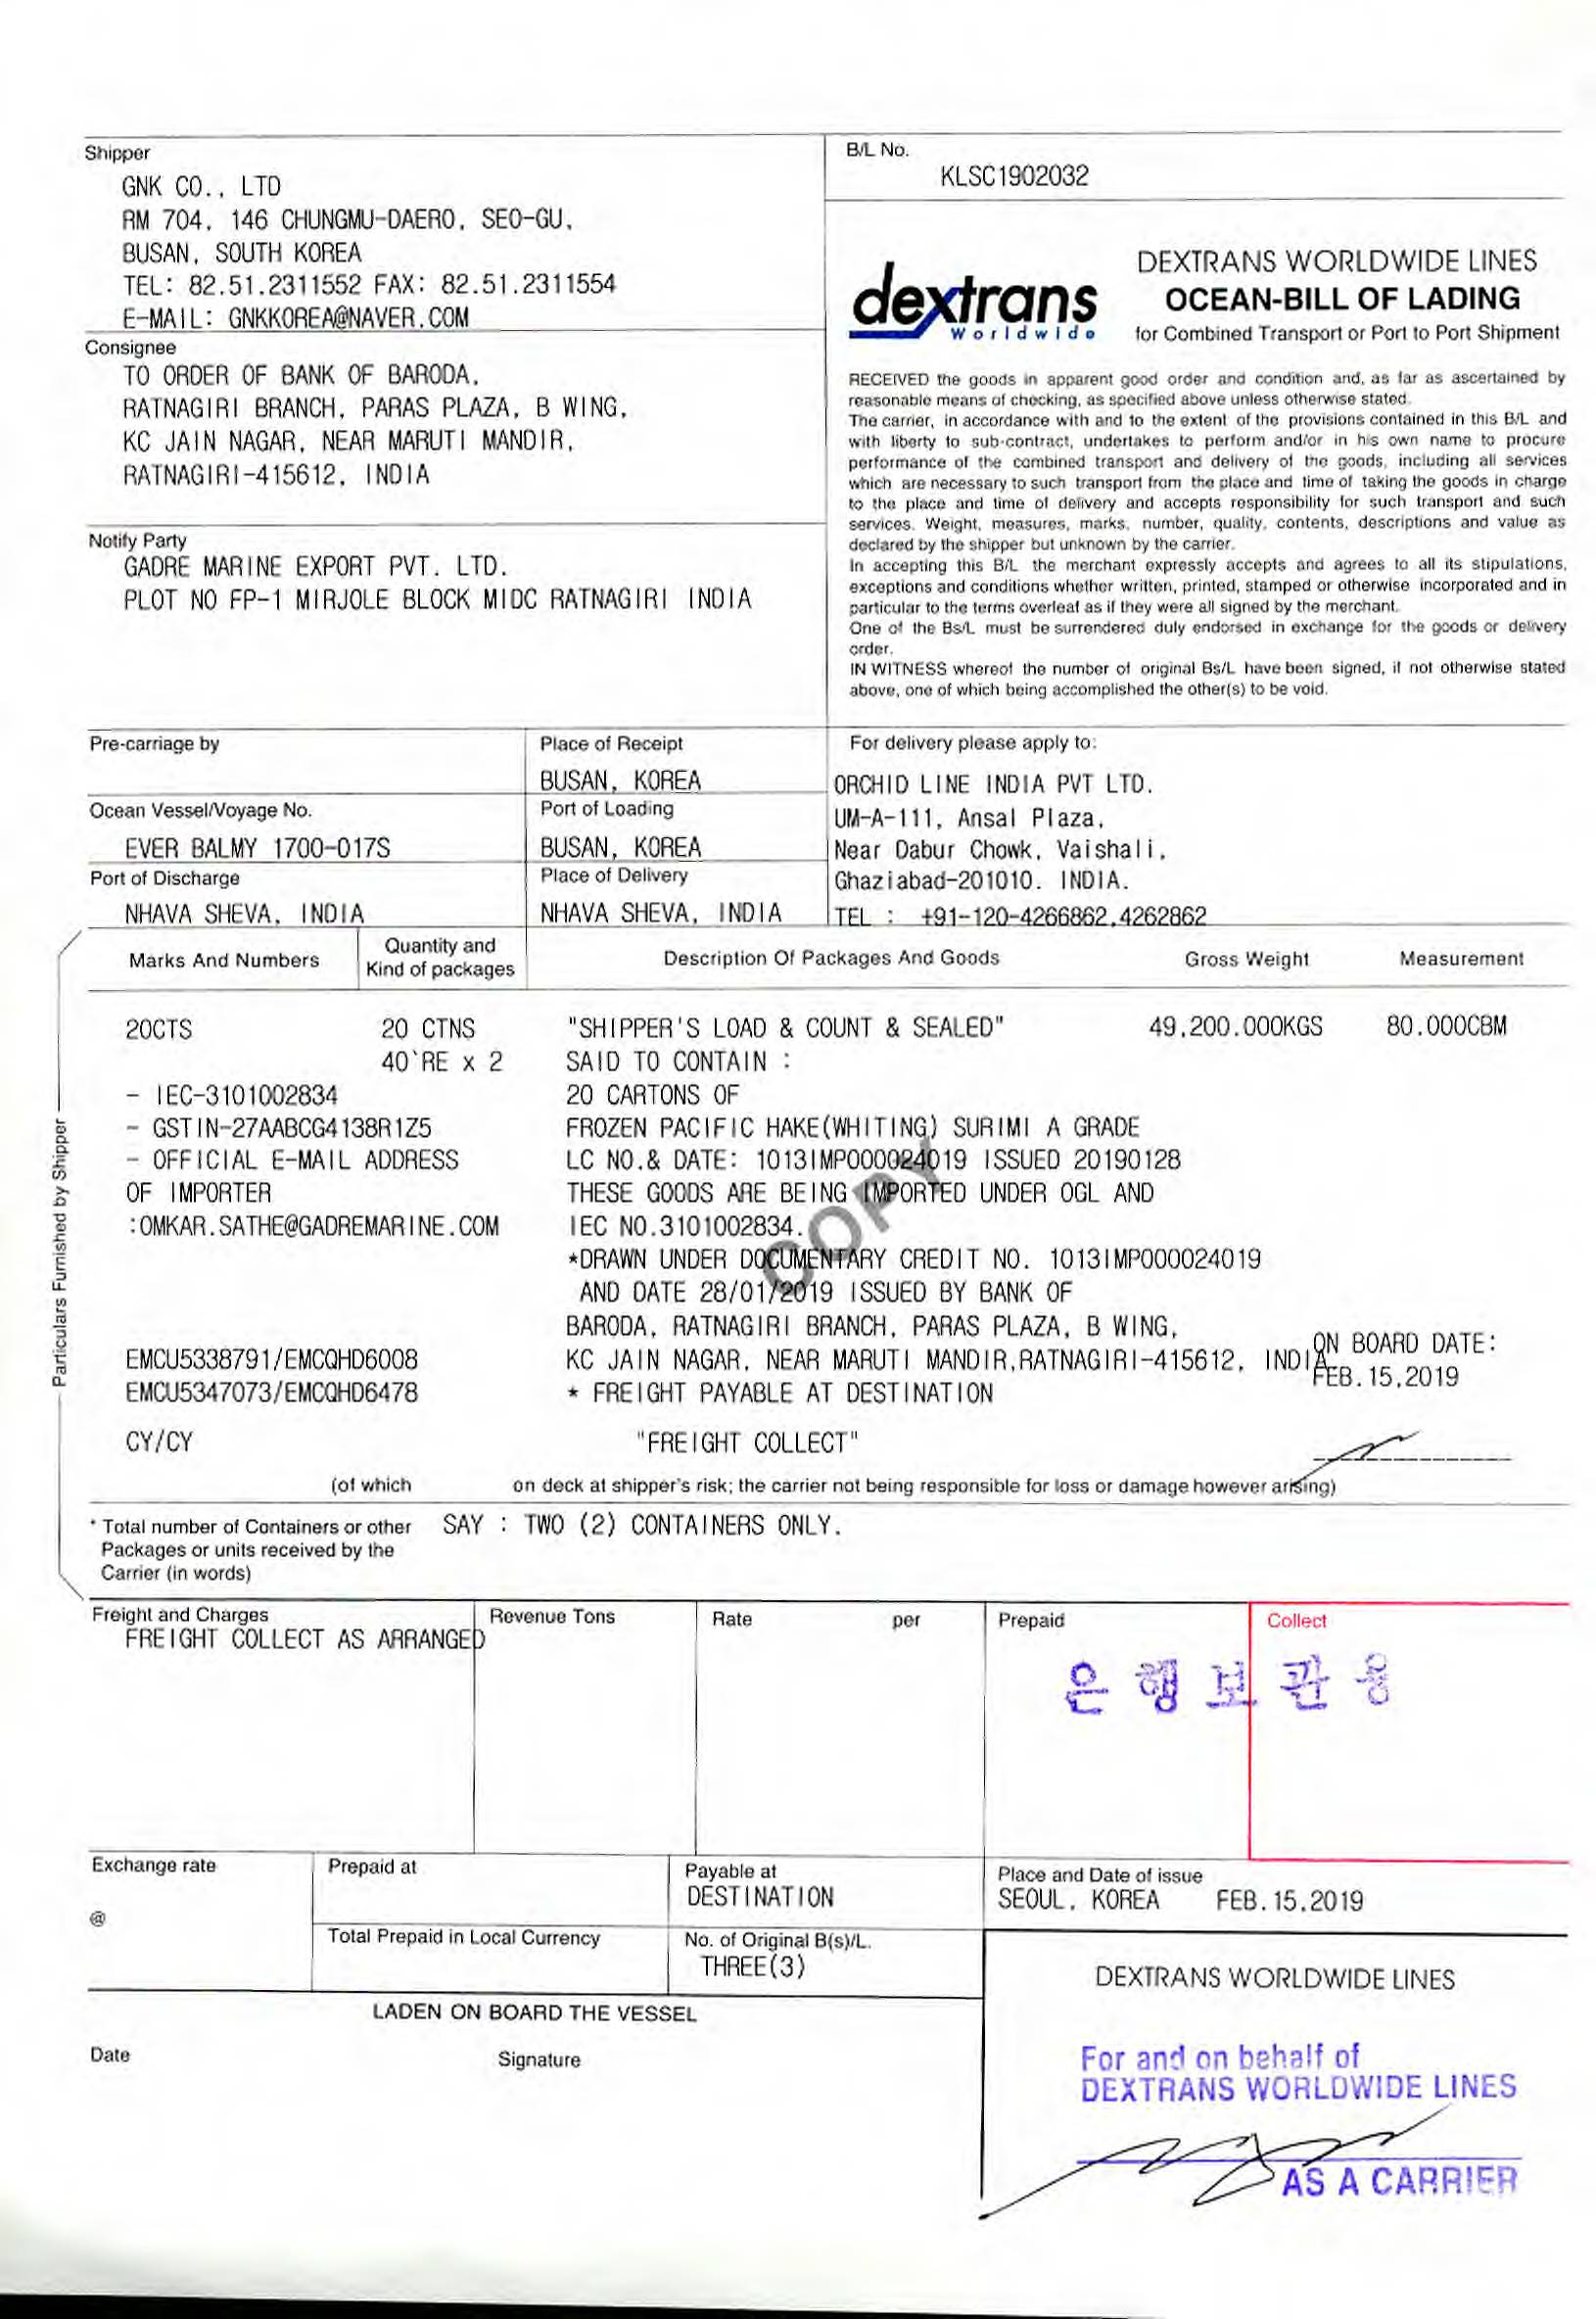 Shipper
GNK CO., LTD
RM 704, 146 CHUNGMU-DAERO, SEO-GU,
BUSAN, SOUTH KOREA
TEL: 82.51.2311552 FAX: 82.51.2311554
E-MAIL: GNKKOREA@NAVER.COM
B/L No.
KLSC1902032
dextrans
Worldwide
DEXTRANS WORLDWIDE LINES
OCEAN-BILL OF LADING
for Combined Transport or Port to Port Shipment
Consignee
TO ORDER OF BANK OF BARODA,
RATNAGIRI BRANCH, PARAS PLAZA, B WING,
KC JAIN NAGAR, NEAR MARUTI MANDIR,
RATNAGIRI-415612, INDIA
Notify Party
GADRE MARINE EXPORT PVT. LTD.
PLOT NO FP-1 MIRJOLE BLOCK MIDC RATNAGIRI INDIA
RECEIVED the goods in apparent good order and condition and, as far as ascertained by
reasonable means of checking, as specified above unless otherwise stated.
The carrier, in accordance with and to the extent of the provisions contained in this B/L and
with liberty to sub-contract, undertakes to perform and/or in his own name to procure
performance of the combined transport and delivery of the goods, including all services
which are necessary to such transport from the place and time of taking the goods in charge
to the place and time of delivery and accepts responsibility for such transport and such
services. Weight, measures, marks, number, quality, contents, descriptions and value as
declared by the shipper but unknown by the carrier.
In accepting this B/L the merchant expressly accepts and agrees to all its stipulations,
exceptions and conditions whether written, printed, stamped or otherwise incorporated and in
particular to the terms overleaf as if they were all signed by the merchant.
One of the Bs/L must be surrendered duly endorsed in exchange for the goods or delivery
order.
IN WITNESS whereof the number of original Bs/L have been signed, if not otherwise stated
above, one of which being accomplished the other(s) to be void.
Pre-carriage by
Place of Receipt
BUSAN, KOREA
Ocean Vessel/Voyage No.
EVER BALMY 1700-017S
Port of Loading
BUSAN, KOREA
Port of Discharge
NHAVA SHEVA, INDIA
Place of Delivery
NHAVA SHEVA, INDIA
For delivery please apply to:
ORCHID LINE INDIA PVT LTD.
UM-A-111, Ansal Plaza,
Near Dabur Chowk, Vaishali,
Ghaziabad-201010. INDIA.
TEL : +91-120-4266862,4262862
Particulars Furnished by Shipper
Marks And Numbers
Quantity and
Kind of packages
Description Of Packages And Goods
Gross Weight
Measurement
20CTS 20 CTNS "SHIPPER'S LOAD & COUNT & SEALED" 49,200.000KGS 80.000CBM
40`RE x 2 SAID TO CONTAIN :
- IEC-3101002834 20 CARTONS OF
- GSTIN-27AABCG4138R1Z5 FROZEN PACIFIC HAKE(WHITING) SURIMI A GRADE
- OFFICIAL E-MAIL ADDRESS LC NO.& DATE: 1013IMP000024019 ISSUED 20190128
OF IMPORTER THESE GOODS ARE BEING IMPORTED UNDER OGL AND
:OMKAR.SATHE@GADREMARINE.COM IEC NO.3101002834.
*DRAWN UNDER DOCUMENTARY CREDIT NO. 1013IMP000024019
AND DATE 28/01/2019 ISSUED BY BANK OF
BARODA, RATNAGIRI BRANCH, PARAS PLAZA, B WING,
EMCU5338791/EMCQHD6008 KC JAIN NAGAR, NEAR MARUTI MANDIR,RATNAGIRI-415612, INDIA
EMCU5347073/EMCQHD6478 * FREIGHT PAYABLE AT DESTINATION
COPY
ON BOARD DATE:
FEB.15,2019
CY/CY "FREIGHT COLLECT"
(of which on deck at shipper's risk; the carrier not being responsible for loss or damage however arising)
* Total number of Containers or other
Packages or units received by the
Carrier (in words)
SAY : TWO (2) CONTAINERS ONLY.
Freight and Charges
FREIGHT COLLECT AS ARRANGED
Revenue Tons
Rate per
Prepaid
Collect
은행보관용
Exchange rate
@
Prepaid at
Payable at
DESTINATION
Place and Date of issue
SEOUL, KOREA FEB.15,2019
Total Prepaid in Local Currency
No. of Original B(s)/L.
THREE(3)
LADEN ON BOARD THE VESSEL
Date
Signature
DEXTRANS WORLDWIDE LINES
For and on behalf of
DEXTRANS WORLDWIDE LINES
AS A CARRIER